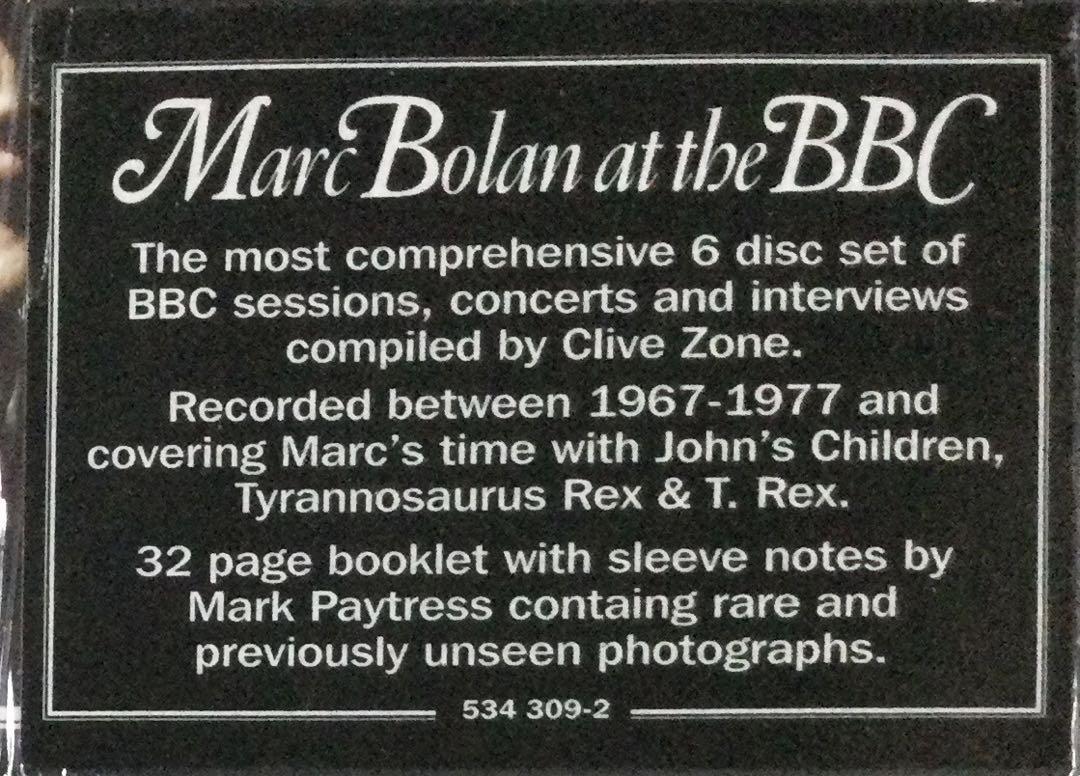 Marc Bolan at the BBC
The most comprehensive 6 disc set of
BBC sessions, concerts and interviews
compiled by Clive Zone.
Recorded between 1967-1977 and
covering Marc's time with John's Children,
Tyrannosaurus Rex & T. Rex.
32 page booklet with sleeve notes by
Mark Paytress containg rare and
previously unseen photographs.
534 309-2